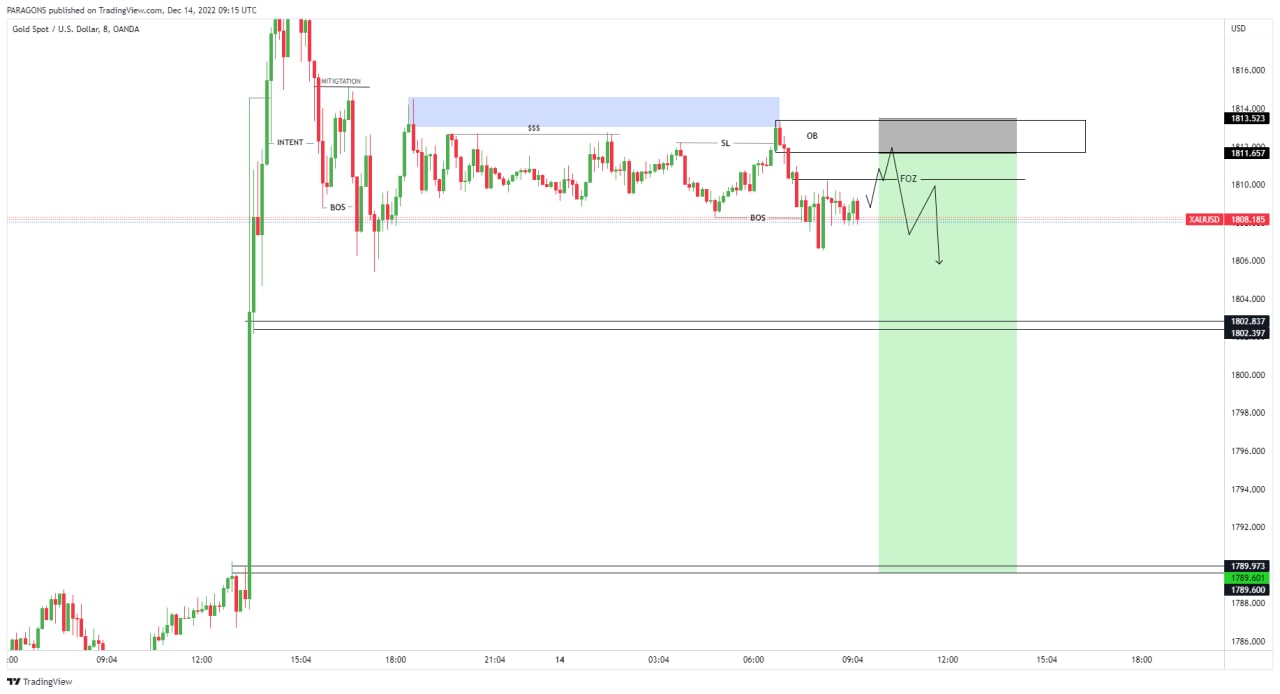 PARAGONS published on TradingView.com, Dec 14, 2022 09:15 UTC
Gold Spot / U.S. Dollar, 8, OANDA
USD
1816.000
MITIGTATION
1814.000
1813.523
$$$
OB
INTENT
SL
1811.657
FOZ
1810.000
BOS
BOS
XAUUSD 1808.185
1806.000
1804.000
1802.837
1802.397
1800.000
1798.000
1796.000
1794.000
1792.000
1789.973
1789.601
1789.600
1788.000
1786.000
:00 09:04 12:00 15:04 18:00 21:04 14 03:04 06:00 09:04 12:00 15:04 18:00
TradingView